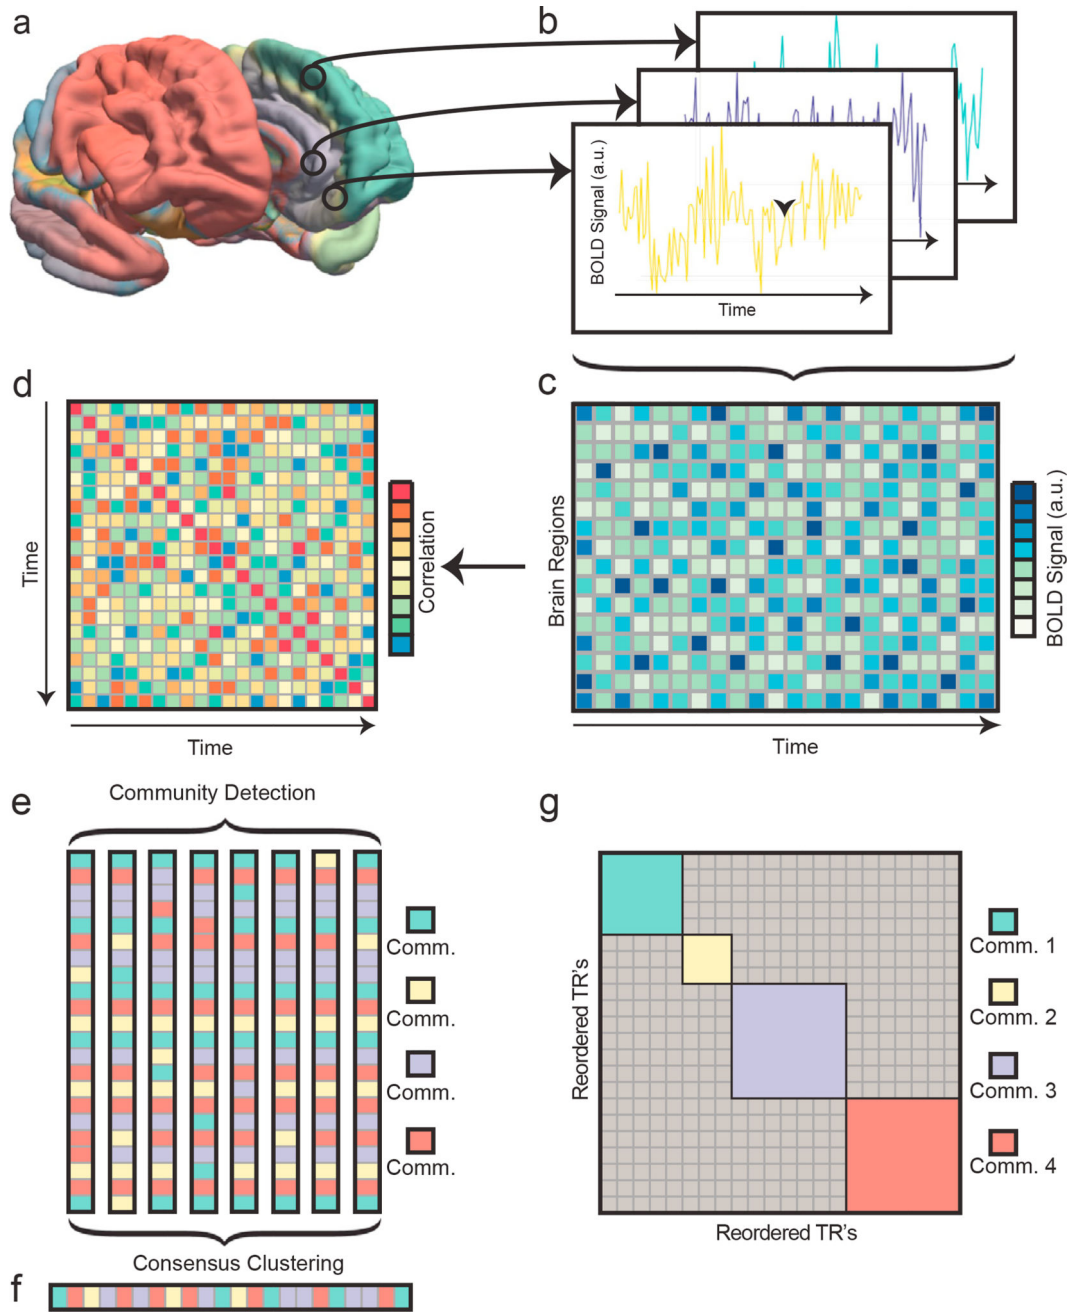 a
b
BOLD Signal (a.u.)
Time
d
c
Time
Correlation
Brain Regions
BOLD Signal (a.u.)
Time
Time
e
Community Detection
g
Comm.
Comm.
Comm.
Comm.
Reordered TR's
Comm. 1
Comm. 2
Comm. 3
Comm. 4
Reordered TR's
Consensus Clustering
f